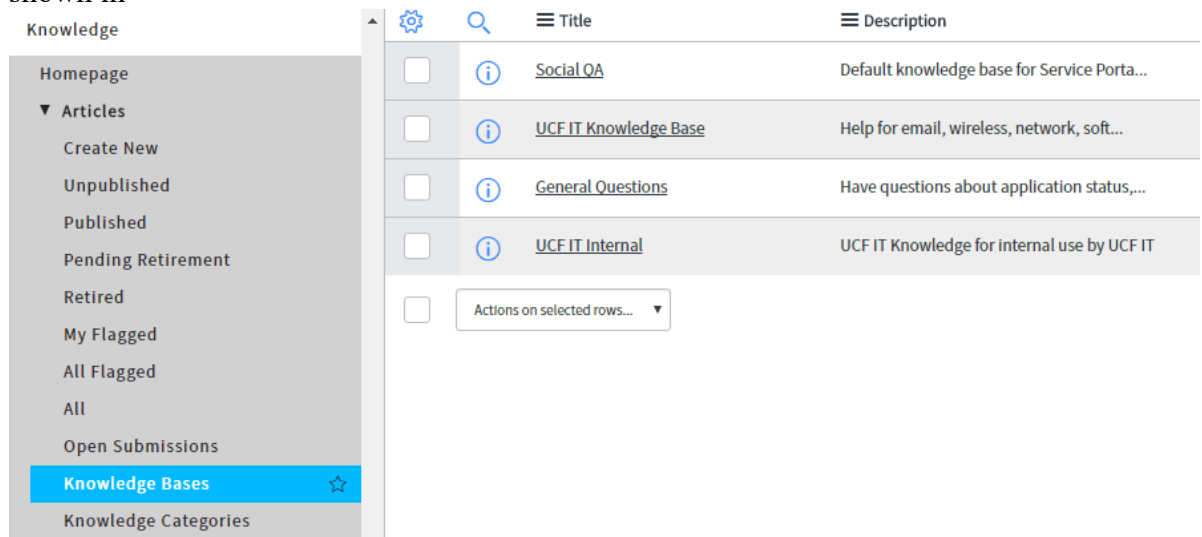 Knowledge
Homepage
Articles
Create New
Unpublished
Published
Pending Retirement
Retired
My Flagged
All Flagged
All
Open Submissions
Knowledge Bases
Knowledge Categories
Title Description
Social QA Default knowledge base for Service Porta...
UCF IT Knowledge Base Help for email, wireless, network, soft...
General Questions Have questions about application status,...
UCF IT Internal UCF IT Knowledge for internal use by UCF IT
Actions on selected rows...